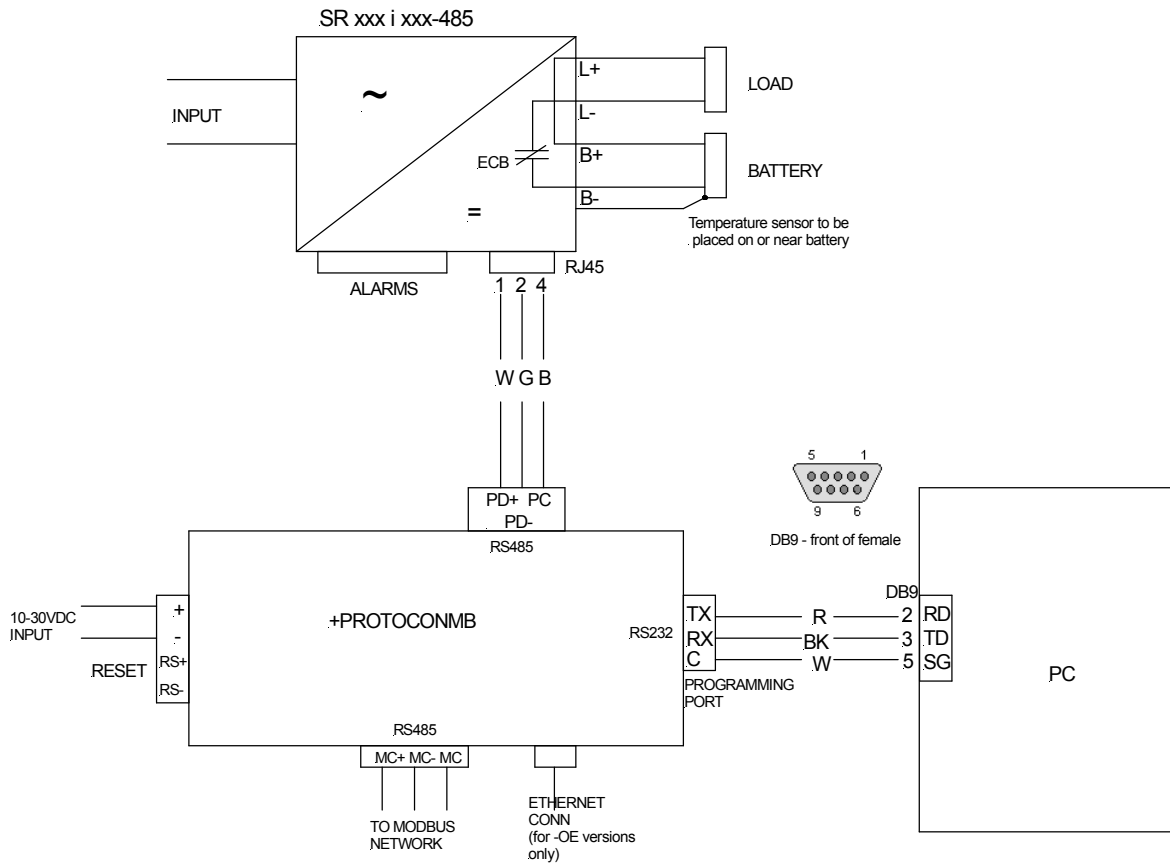 SR xxx i xxx-485
~
INPUT
L+
L-
LOAD
ECB
B+
BATTERY
B-
=
Temperature sensor to be
placed on or near battery
RJ45
ALARMS
1 2 4
W G B
5 1
9 6
DB9 - front of female
PD+ PC
PD-
RS485
10-30VDC
INPUT
+
-
RESET
RS+
RS-
+PROTOCONMB
RS232
TX
RX
C
PROGRAMMING
PORT
R
BK
W
DB9
2 RD
3 TD
5 SG
PC
RS485
MC+ MC- MC
TO MODBUS
NETWORK
ETHERNET
CONN
(for -OE versions
only)